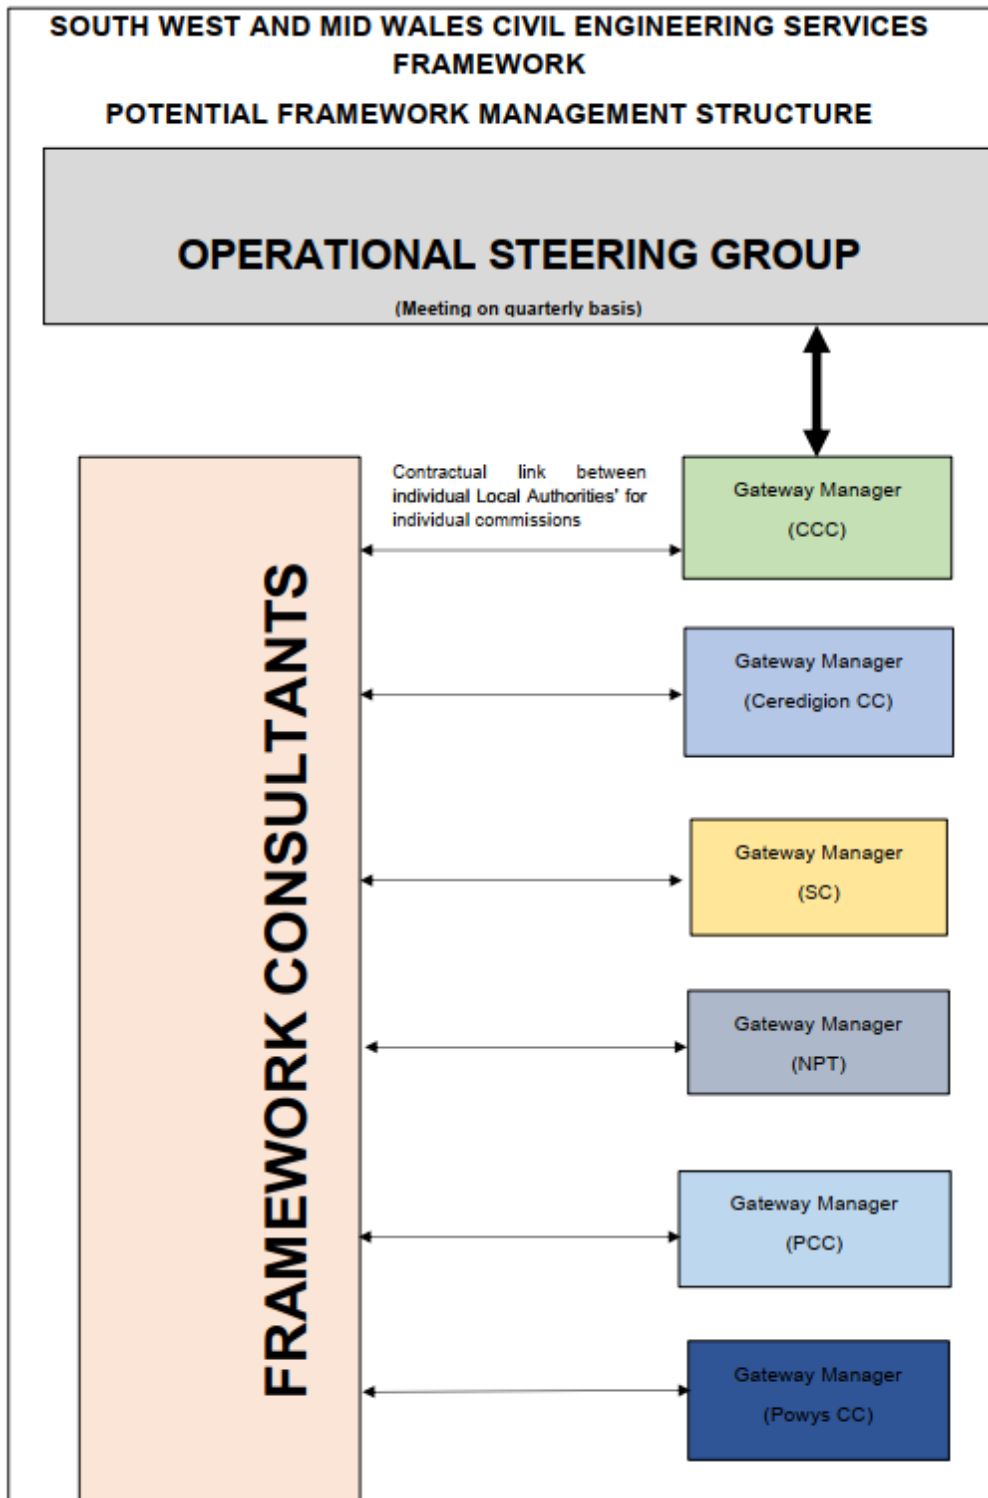 SOUTH WEST AND MID WALES CIVIL ENGINEERING SERVICES
FRAMEWORK
POTENTIAL FRAMEWORK MANAGEMENT STRUCTURE
OPERATIONAL STEERING GROUP
(Meeting on quarterly basis)
Contractual link between
individual Local Authorities' for
individual commissions
Gateway Manager
(CCC)
Gateway Manager
(Ceredigion CC)
Gateway Manager
(SC)
Gateway Manager
(NPT)
Gateway Manager
(PCC)
Gateway Manager
(Powys CC)
FRAMEWORK CONSULTANTS